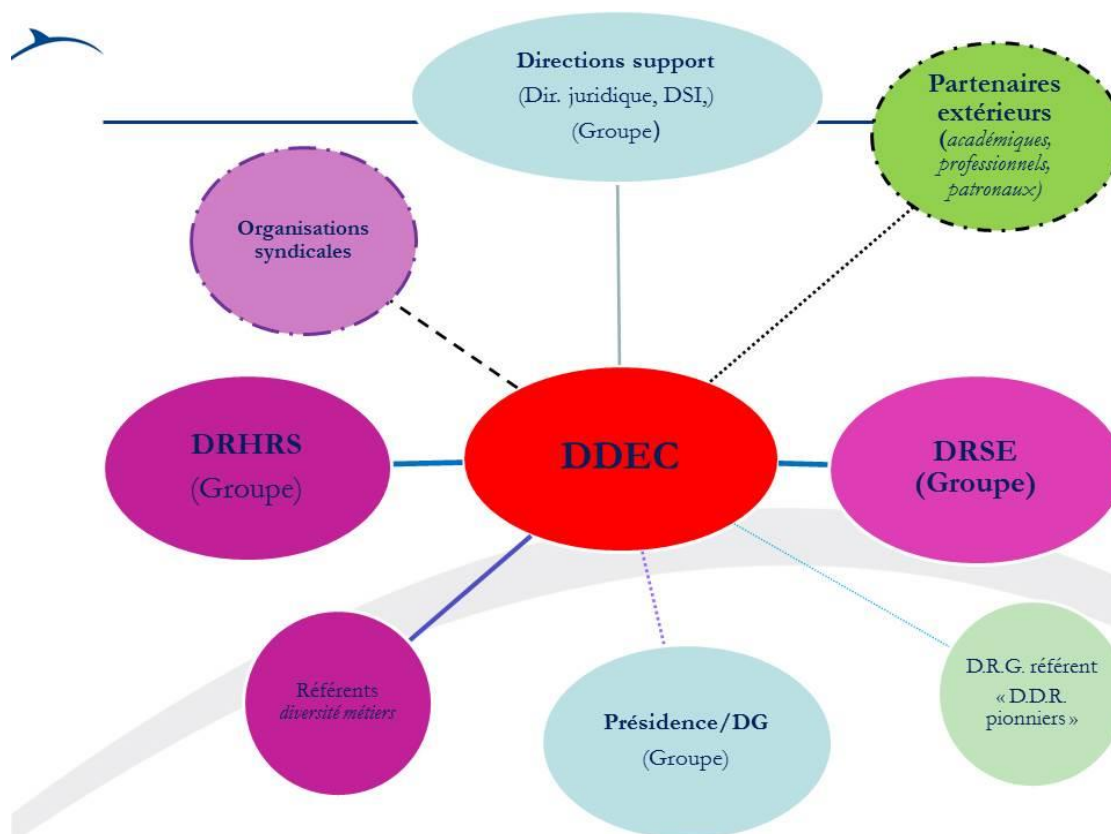 Directions support
(Dir. juridique, DSI,)
(Groupe)
Partenaires
extérieurs
(académiques,
professionnels,
patronaux)
Organisations
syndicales
DRHRS
(Groupe)
DDEC
DRSE
(Groupe)
Référents
diversité métiers
Présidence/DG
(Groupe)
D.R.G. référent
« D.D.R.
pionniers »